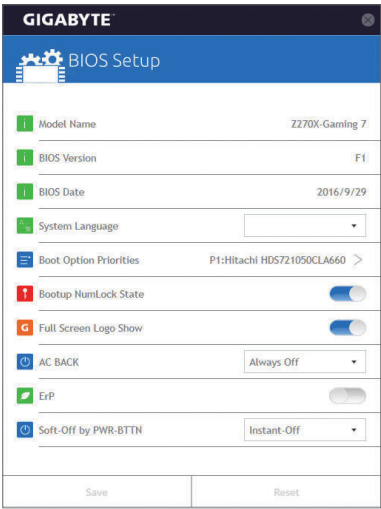 GIGABYTE™
BIOS Setup
Model Name Z270X-Gaming 7
BIOS Version F1
BIOS Date 2016/9/29
System Language
Boot Option Priorities P1:Hitachi HDS721050CLA660 >
Bootup NumLock State
G Full Screen Logo Show
AC BACK Always Off
ErP
Soft-Off by PWR-BTTN Instant-Off
Save Reset